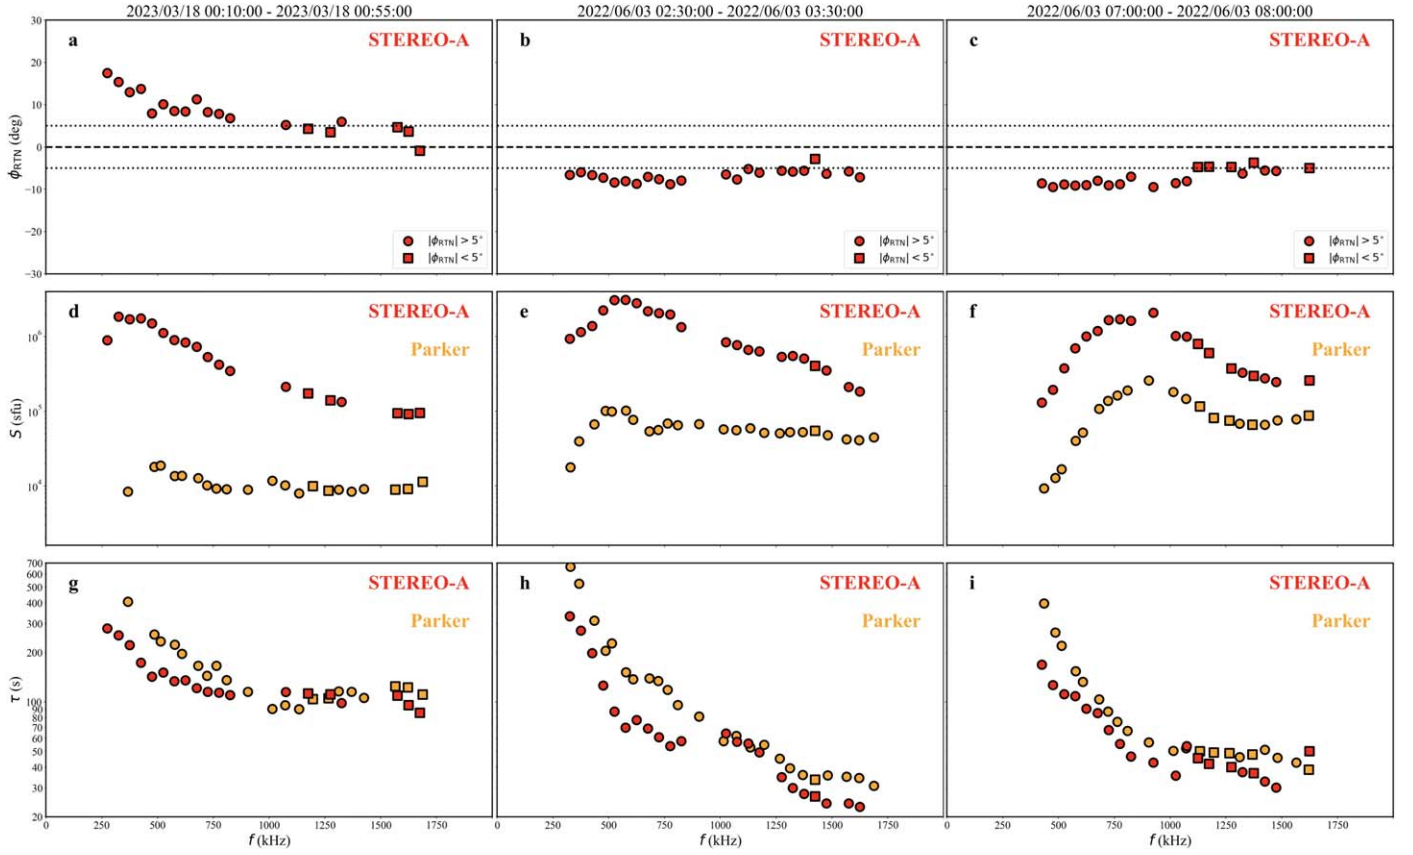 2023/03/18 00:10:00 - 2023/03/18 00:55:00
2022/06/03 02:30:00 - 2022/06/03 03:30:00
2022/06/03 07:00:00 - 2022/06/03 08:00:00
30
20
10
0
−10
−20
−30
ϕRTN (deg)
a
STEREO-A
|ϕRTN| > 5°
|ϕRTN| < 5°
b
STEREO-A
|ϕRTN| > 5°
|ϕRTN| < 5°
c
STEREO-A
|ϕRTN| > 5°
|ϕRTN| < 5°
10⁶
10⁵
10⁴
S (sfu)
d
STEREO-A
Parker
e
STEREO-A
Parker
f
STEREO-A
Parker
700
600
500
400
300
200
100
90
80
70
60
50
40
30
20
τ (s)
g
STEREO-A
Parker
h
STEREO-A
Parker
i
STEREO-A
Parker
0 250 500 750 1000 1250 1500 1750
0 250 500 750 1000 1250 1500 1750
0 250 500 750 1000 1250 1500 1750
f (kHz)
f (kHz)
f (kHz)